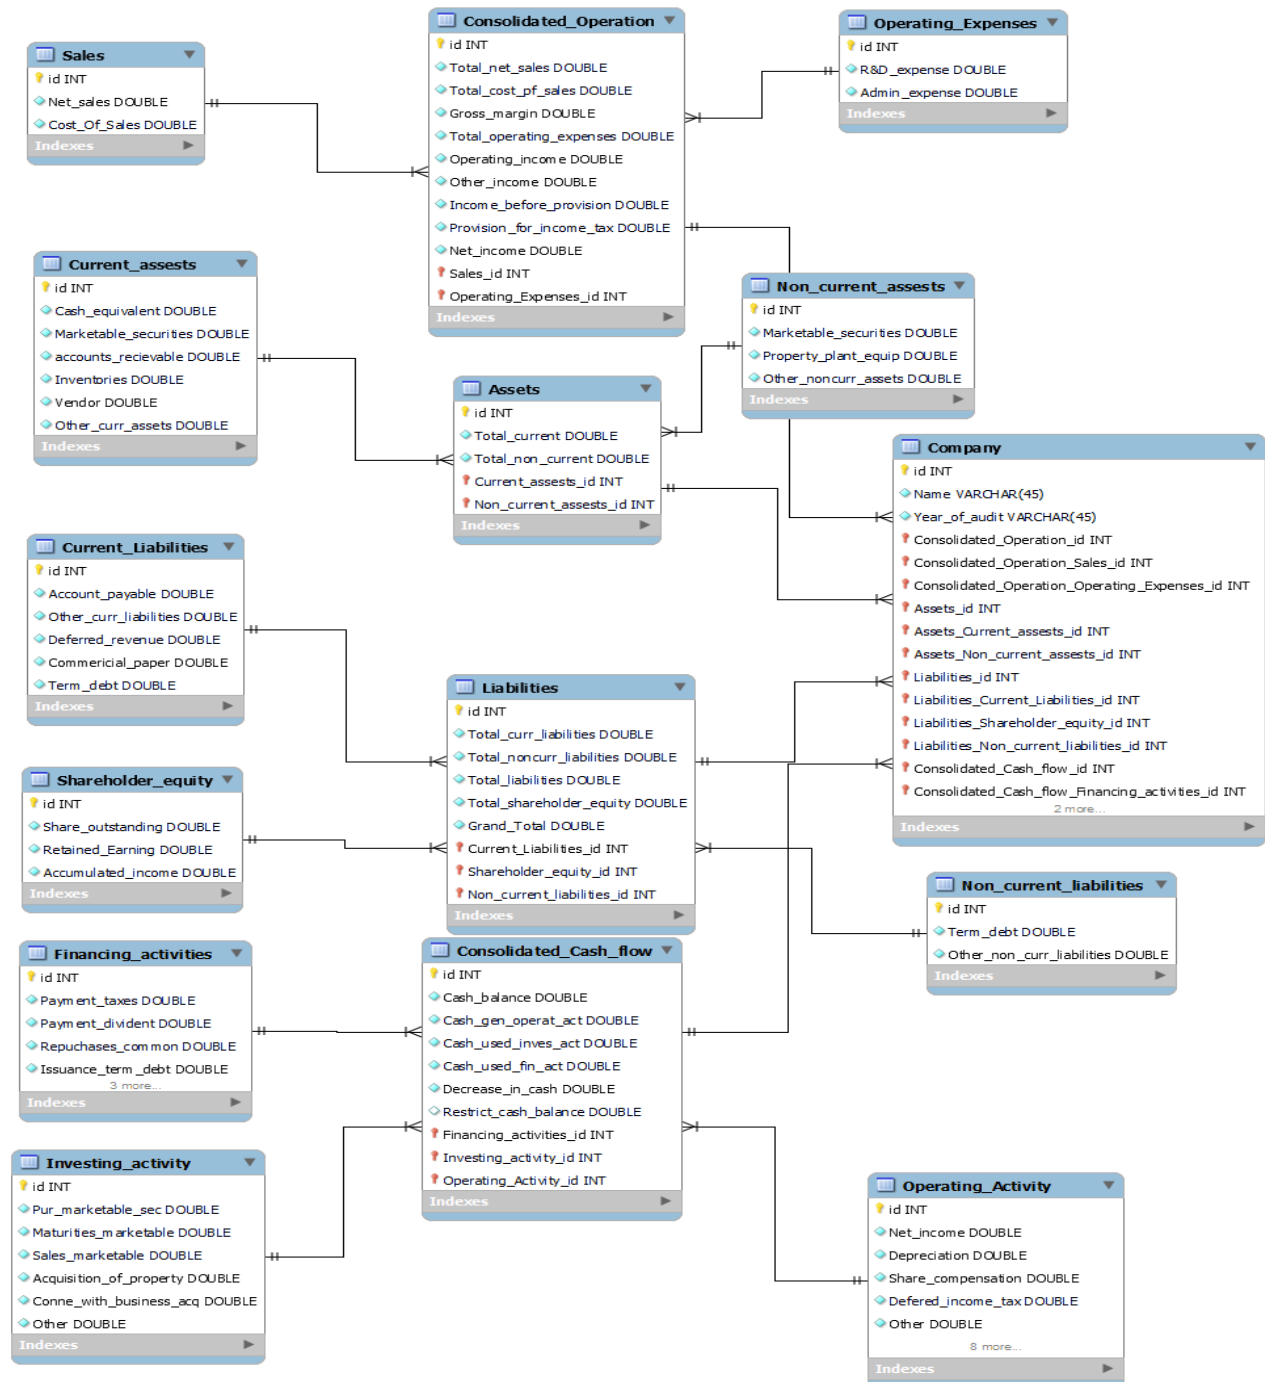 Sales
id INT
Net_sales DOUBLE
Cost_Of_Sales DOUBLE
Indexes
Consolidated_Operation
id INT
Total_net_sales DOUBLE
Total_cost_pf_sales DOUBLE
Gross_margin DOUBLE
Total_operating_expenses DOUBLE
Operating_income DOUBLE
Other_income DOUBLE
Income_before_provision DOUBLE
Provision_for_income_tax DOUBLE
Net_income DOUBLE
Sales_id INT
Operating_Expenses_id INT
Indexes
Operating_Expenses
id INT
R&D_expense DOUBLE
Admin_expense DOUBLE
Indexes
Current_assests
id INT
Cash_equivalent DOUBLE
Marketable_securities DOUBLE
accounts_recievable DOUBLE
Inventories DOUBLE
Vendor DOUBLE
Other_curr_assets DOUBLE
Indexes
Non_current_assests
id INT
Marketable_securities DOUBLE
Property_plant_equip DOUBLE
Other_noncurr_assets DOUBLE
Indexes
Assets
id INT
Total_current DOUBLE
Total_non_current DOUBLE
Current_assests_id INT
Non_current_assests_id INT
Indexes
Company
id INT
Name VARCHAR(45)
Year_of_audit VARCHAR(45)
Consolidated_Operation_id INT
Consolidated_Operation_Sales_id INT
Consolidated_Operation_Operating_Expenses_id INT
Assets_id INT
Assets_Current_assests_id INT
Assets_Non_current_assests_id INT
Liabilities_id INT
Liabilities_Current_Liabilities_id INT
Liabilities_Shareholder_equity_id INT
Liabilities_Non_current_liabilities_id INT
Consolidated_Cash_flow_id INT
Consolidated_Cash_flow_Financing_activities_id INT
2 more...
Indexes
Current_Liabilities
id INT
Account_payable DOUBLE
Other_curr_liabilities DOUBLE
Deferred_revenue DOUBLE
Commericial_paper DOUBLE
Term_debt DOUBLE
Indexes
Liabilities
id INT
Total_curr_liabilities DOUBLE
Total_noncurr_liabilities DOUBLE
Total_liabilities DOUBLE
Total_shareholder_equity DOUBLE
Grand_Total DOUBLE
Current_Liabilities_id INT
Shareholder_equity_id INT
Non_current_liabilities_id INT
Indexes
Shareholder_equity
id INT
Share_outstanding DOUBLE
Retained_Earning DOUBLE
Accumulated_income DOUBLE
Indexes
Non_current_liabilities
id INT
Term_debt DOUBLE
Other_non_curr_liabilities DOUBLE
Indexes
Financing_activities
id INT
Payment_taxes DOUBLE
Payment_divident DOUBLE
Repuchases_common DOUBLE
Issuance_term_debt DOUBLE
3 more...
Indexes
Consolidated_Cash_flow
id INT
Cash_balance DOUBLE
Cash_gen_operat_act DOUBLE
Cash_used_inves_act DOUBLE
Cash_used_fin_act DOUBLE
Decrease_in_cash DOUBLE
Restrict_cash_balance DOUBLE
Financing_activities_id INT
Investing_activity_id INT
Operating_Activity_id INT
Indexes
Investing_activity
id INT
Pur_marketable_sec DOUBLE
Maturities_marketable DOUBLE
Sales_marketable DOUBLE
Acquisition_of_property DOUBLE
Conne_with_business_acq DOUBLE
Other DOUBLE
Indexes
Operating_Activity
id INT
Net_income DOUBLE
Depreciation DOUBLE
Share_compensation DOUBLE
Defered_income_tax DOUBLE
Other DOUBLE
8 more...
Indexes